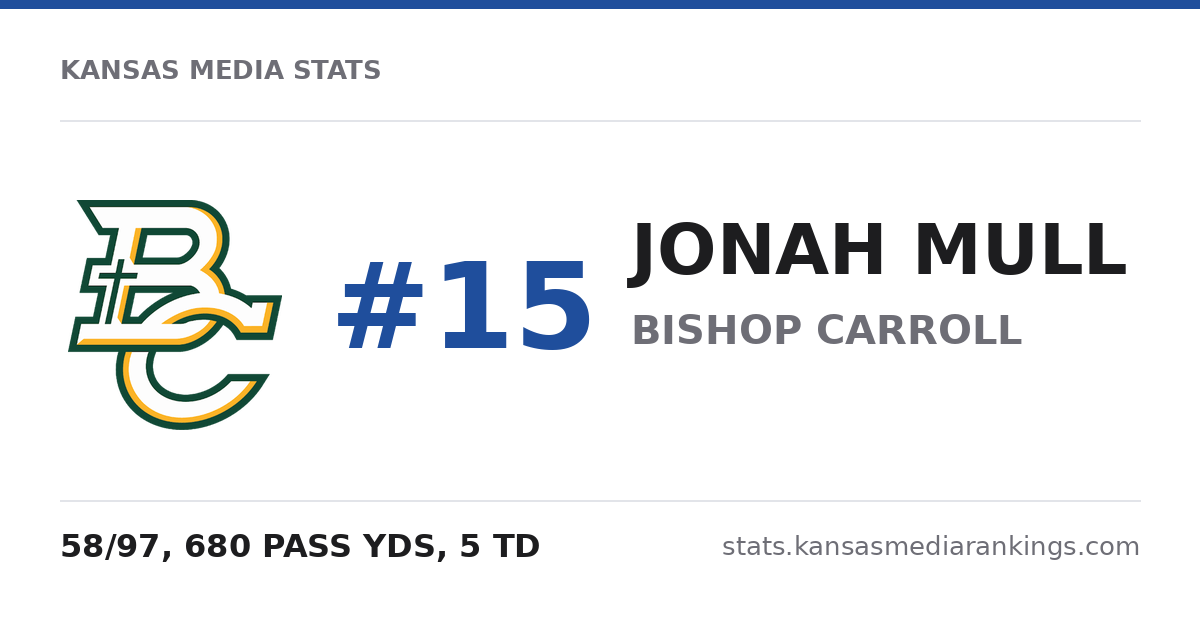 KANSAS MEDIA STATS
BC
#15
JONAH MULL
BISHOP CARROLL
58/97, 680 PASS YDS, 5 TD
stats.kansasmediarankings.com